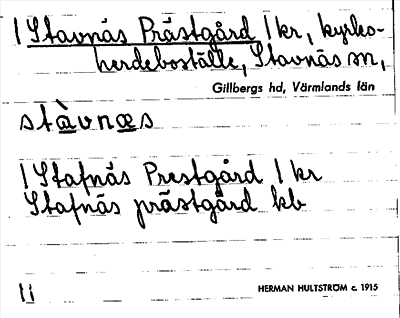 1 Stavnäs Prästgård 1 kr, kyrko-
herdeboställe, Stavnäs sn,
Gillbergs hd, Värmlands län
stàvnæs
1 Stafnäs Prestgård 1 kr
Stafnäs prästgård kb
11
HERMAN HULTSTRÖM c. 1915